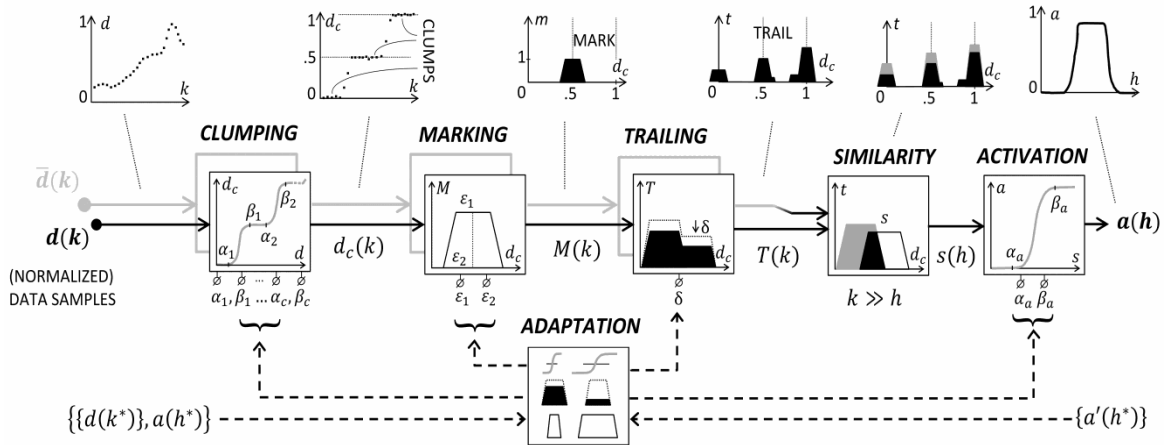 1 d 0 k
1 d_c .5 0 k CLUMPS
m 1 0 .5 1 d_c MARK
t TRAIL d_c 0 .5 1
t d_c 0 .5 1
1 a 0 h
CLUMPING MARKING TRAILING SIMILARITY ACTIVATION
d̅(k)
d(k)
(NORMALIZED)
DATA SAMPLES
d_c β_2 β_1 α_2 α_1 d
α_1, β_1 ... α_c, β_c
d_c(k)
M ε_1 ε_2 d_c
ε_1 ε_2
M(k)
T δ d_c
δ
T(k)
t s d_c
k ≫ h
s(h)
a β_a α_a s
α_a β_a
a(h)
ADAPTATION
{{d(k*)}, a(h*)}
{a′(h*)}